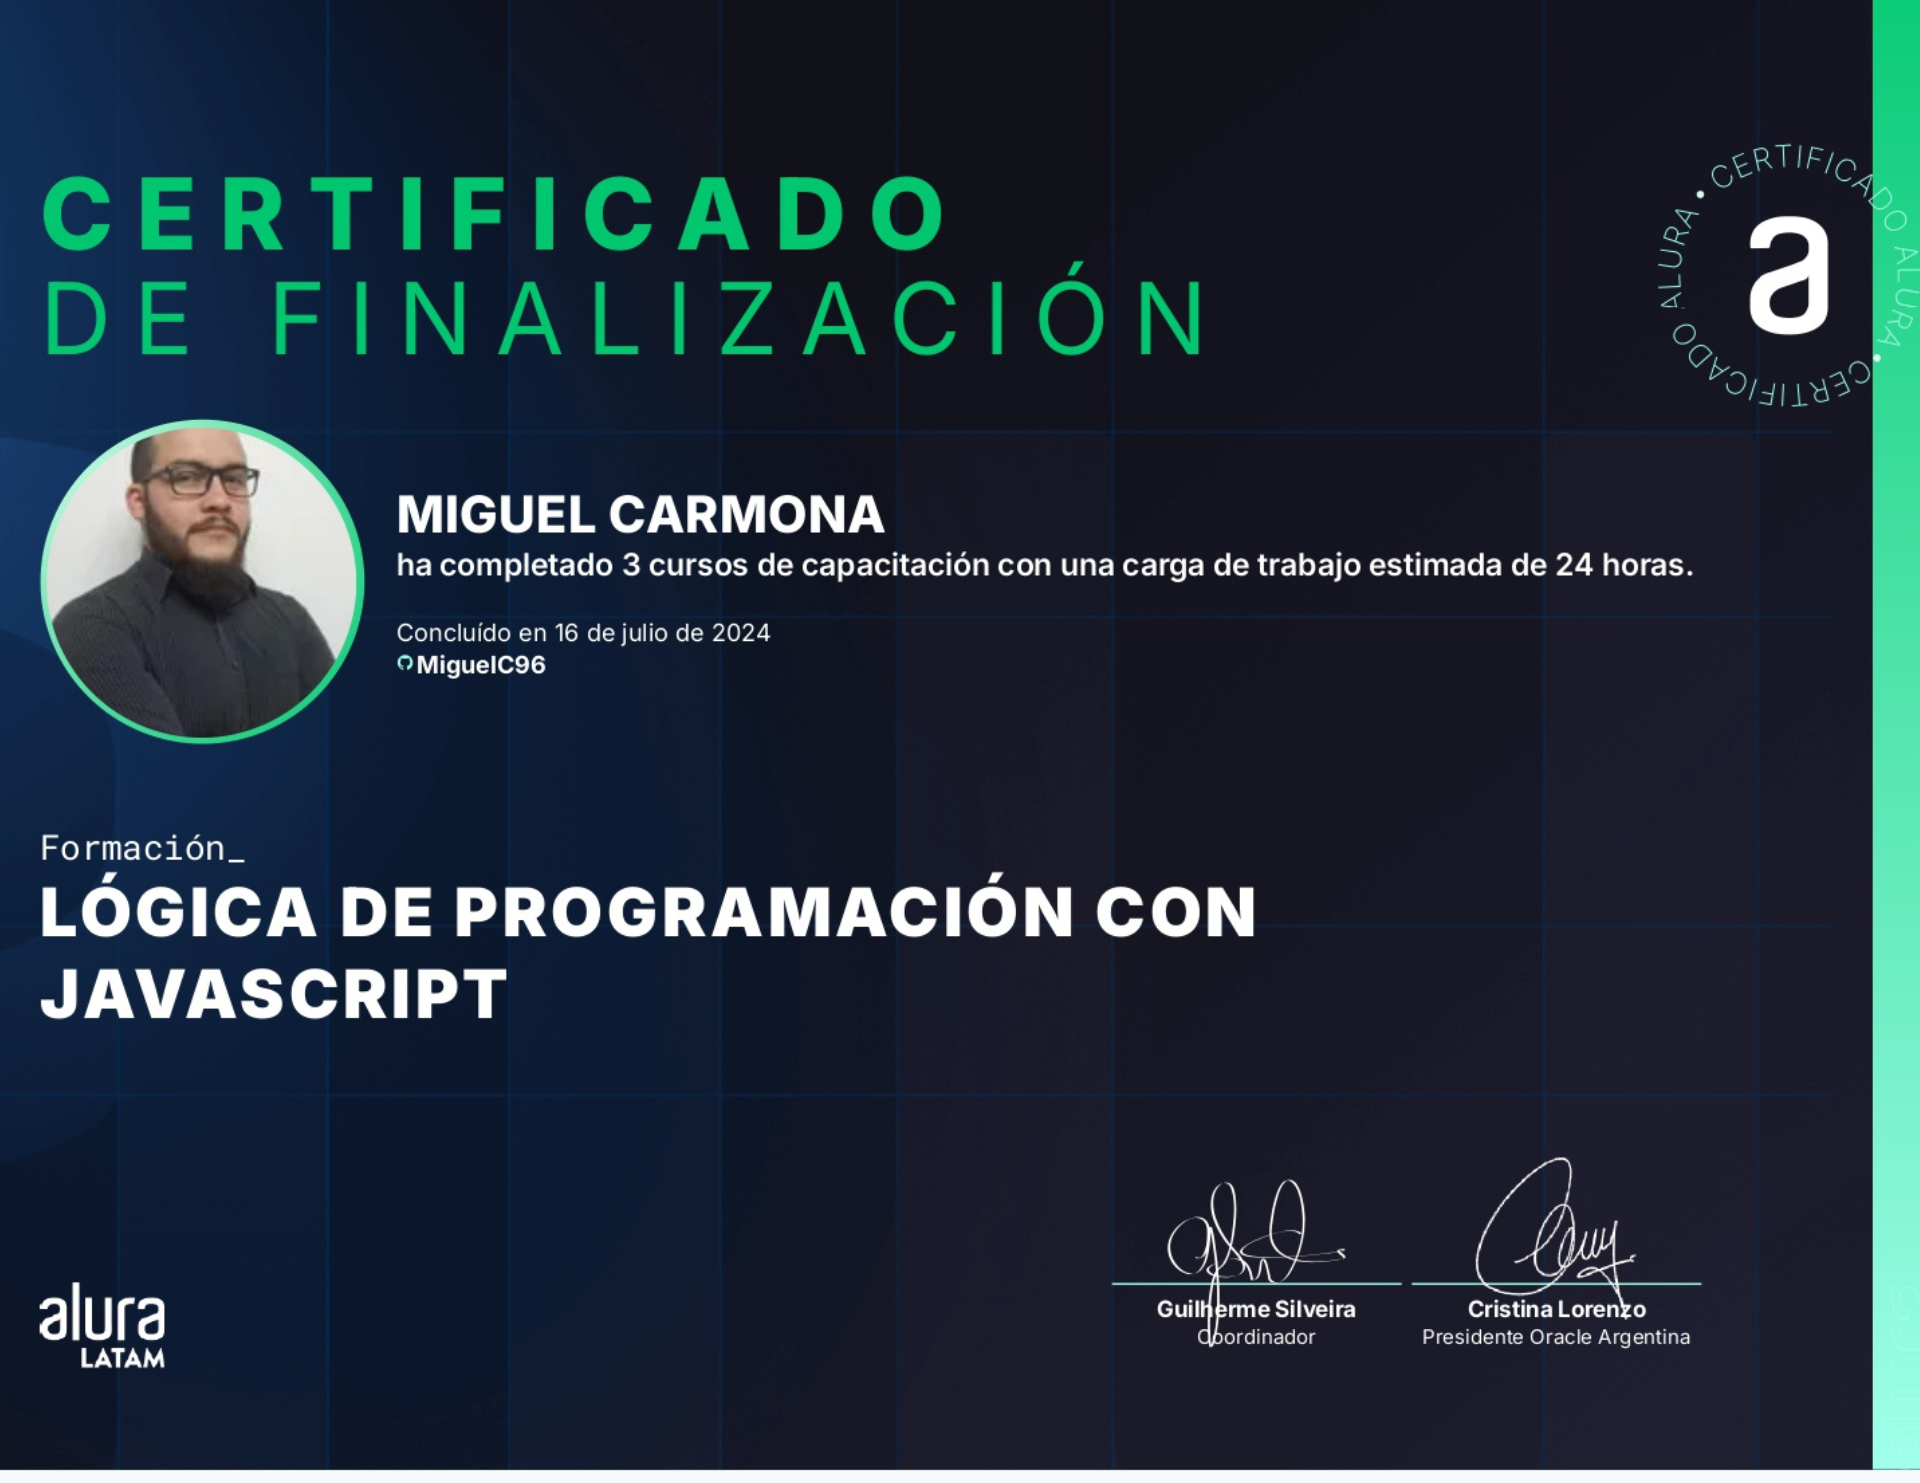 CERTIFICADO
DE FINALIZACIÓN
CERTIFICADO ALURA • CERTIFICADO ALURA •
a
MIGUEL CARMONA
ha completado 3 cursos de capacitación con una carga de trabajo estimada de 24 horas.
Concluído en 16 de julio de 2024
MiguelC96
Formación_
LÓGICA DE PROGRAMACIÓN CON
JAVASCRIPT
Guilherme Silveira
Coordinador
Cristina Lorenzo
Presidente Oracle Argentina
alura
LATAM